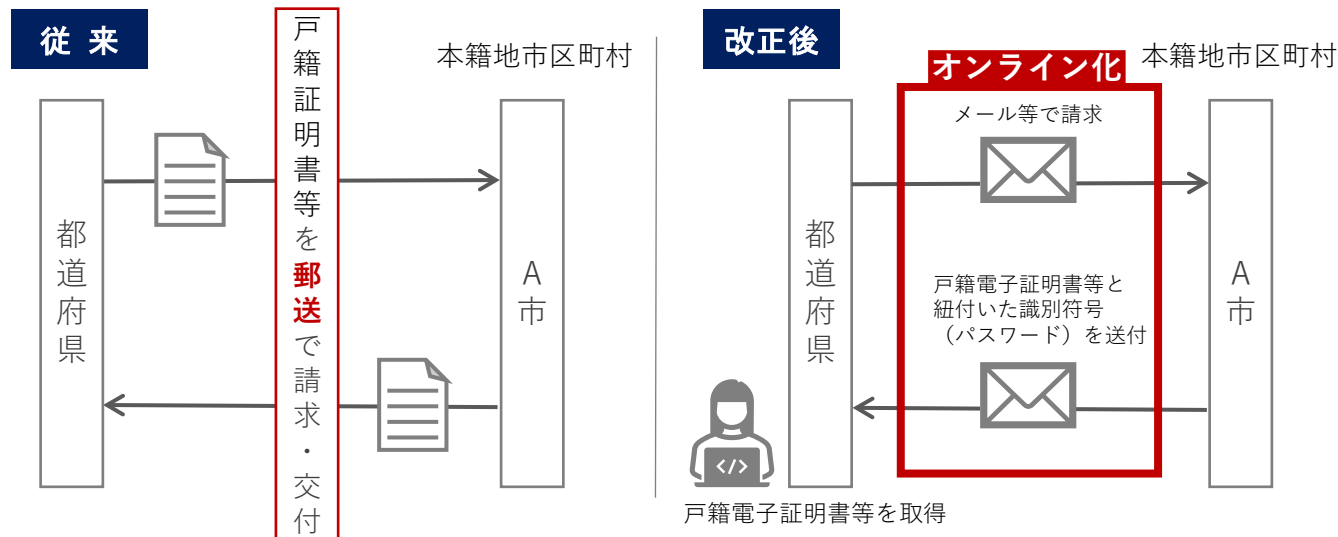 従来
本籍地市区町村
都道府県
戸籍証明書等を郵送で請求・交付
A市
改正後
本籍地市区町村
オンライン化
メール等で請求
都道府県
戸籍電子証明書等と
紐付いた識別符号
（パスワード）を送付
A市
</>
戸籍電子証明書等を取得